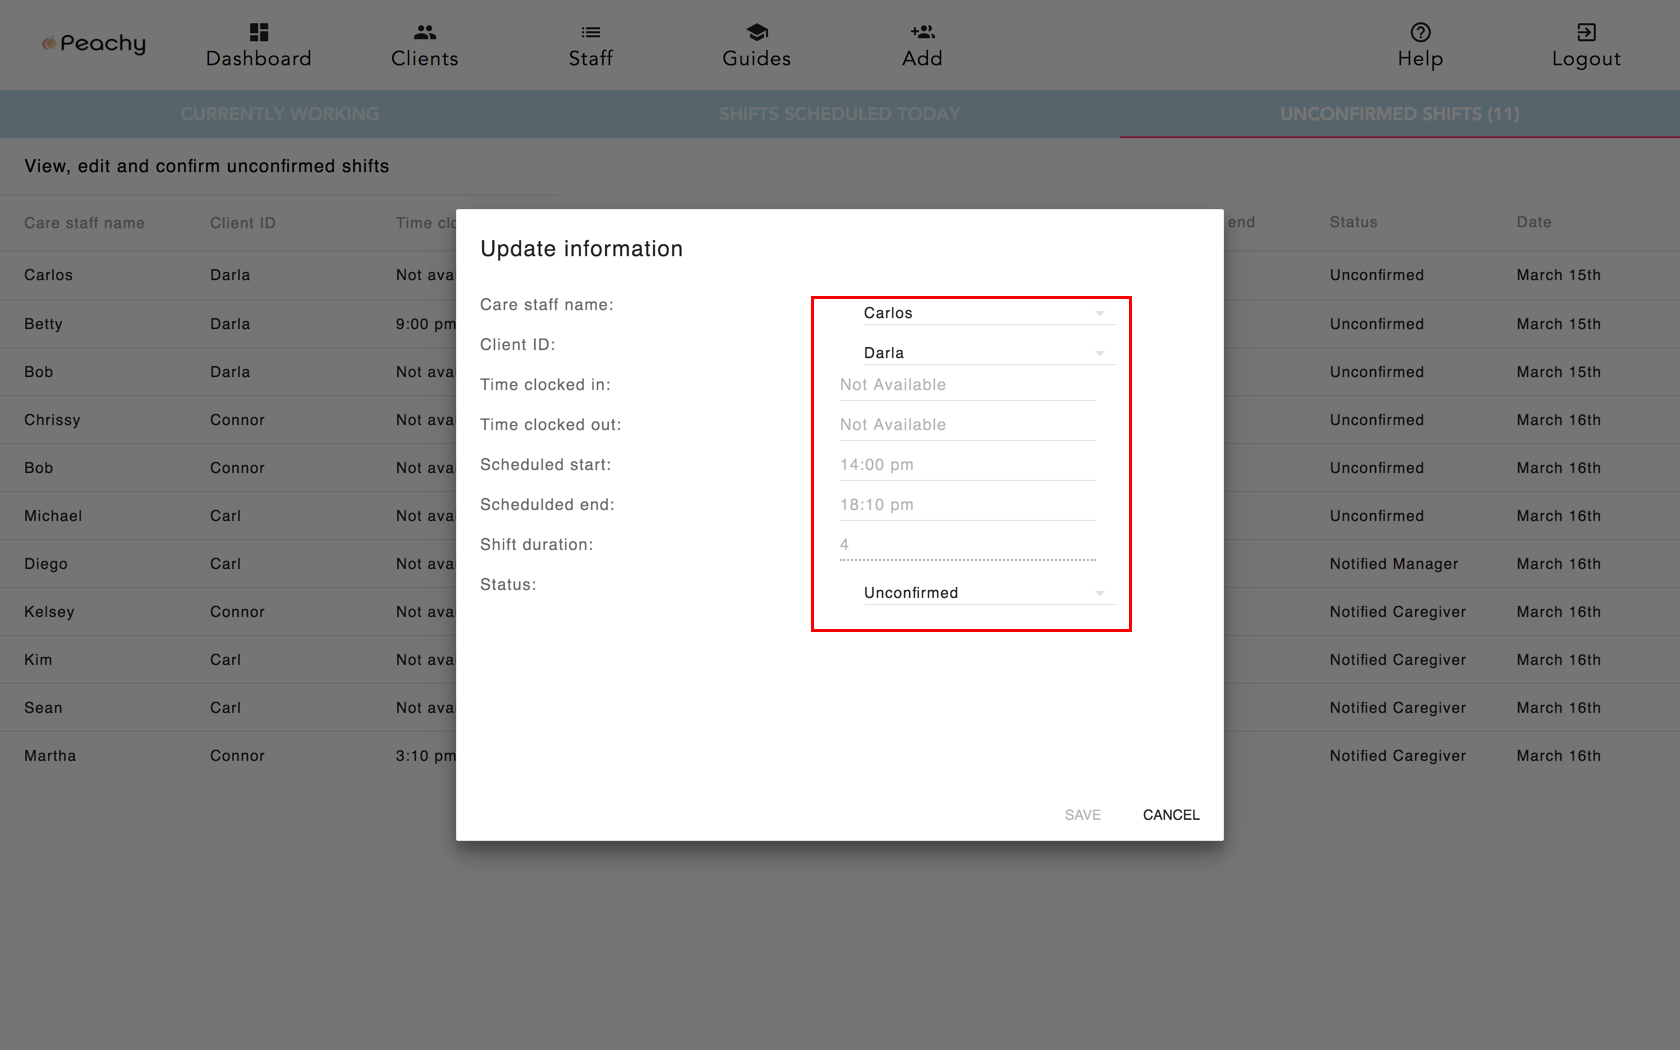 Peachy
Dashboard
Clients
Staff
Guides
Add
Help
Logout
CURRENTLY WORKING
SHIFTS SCHEDULED TODAY
UNCONFIRMED SHIFTS (11)
View, edit and confirm unconfirmed shifts
Care staff name Client ID Time clo end Status Date
Carlos Darla Not ava Unconfirmed March 15th
Betty Darla 9:00 pm Unconfirmed March 15th
Bob Darla Not ava Unconfirmed March 15th
Chrissy Connor Not ava Unconfirmed March 16th
Bob Connor Not ava Unconfirmed March 16th
Michael Carl Not ava Unconfirmed March 16th
Diego Carl Not ava Notified Manager March 16th
Kelsey Connor Not ava Notified Caregiver March 16th
Kim Carl Not ava Notified Caregiver March 16th
Sean Carl Not ava Notified Caregiver March 16th
Martha Connor 3:10 pm Notified Caregiver March 16th
Update information
Care staff name: Carlos
Client ID: Darla
Time clocked in: Not Available
Time clocked out: Not Available
Scheduled start: 14:00 pm
Schedulded end: 18:10 pm
Shift duration: 4
Status: Unconfirmed
SAVE CANCEL